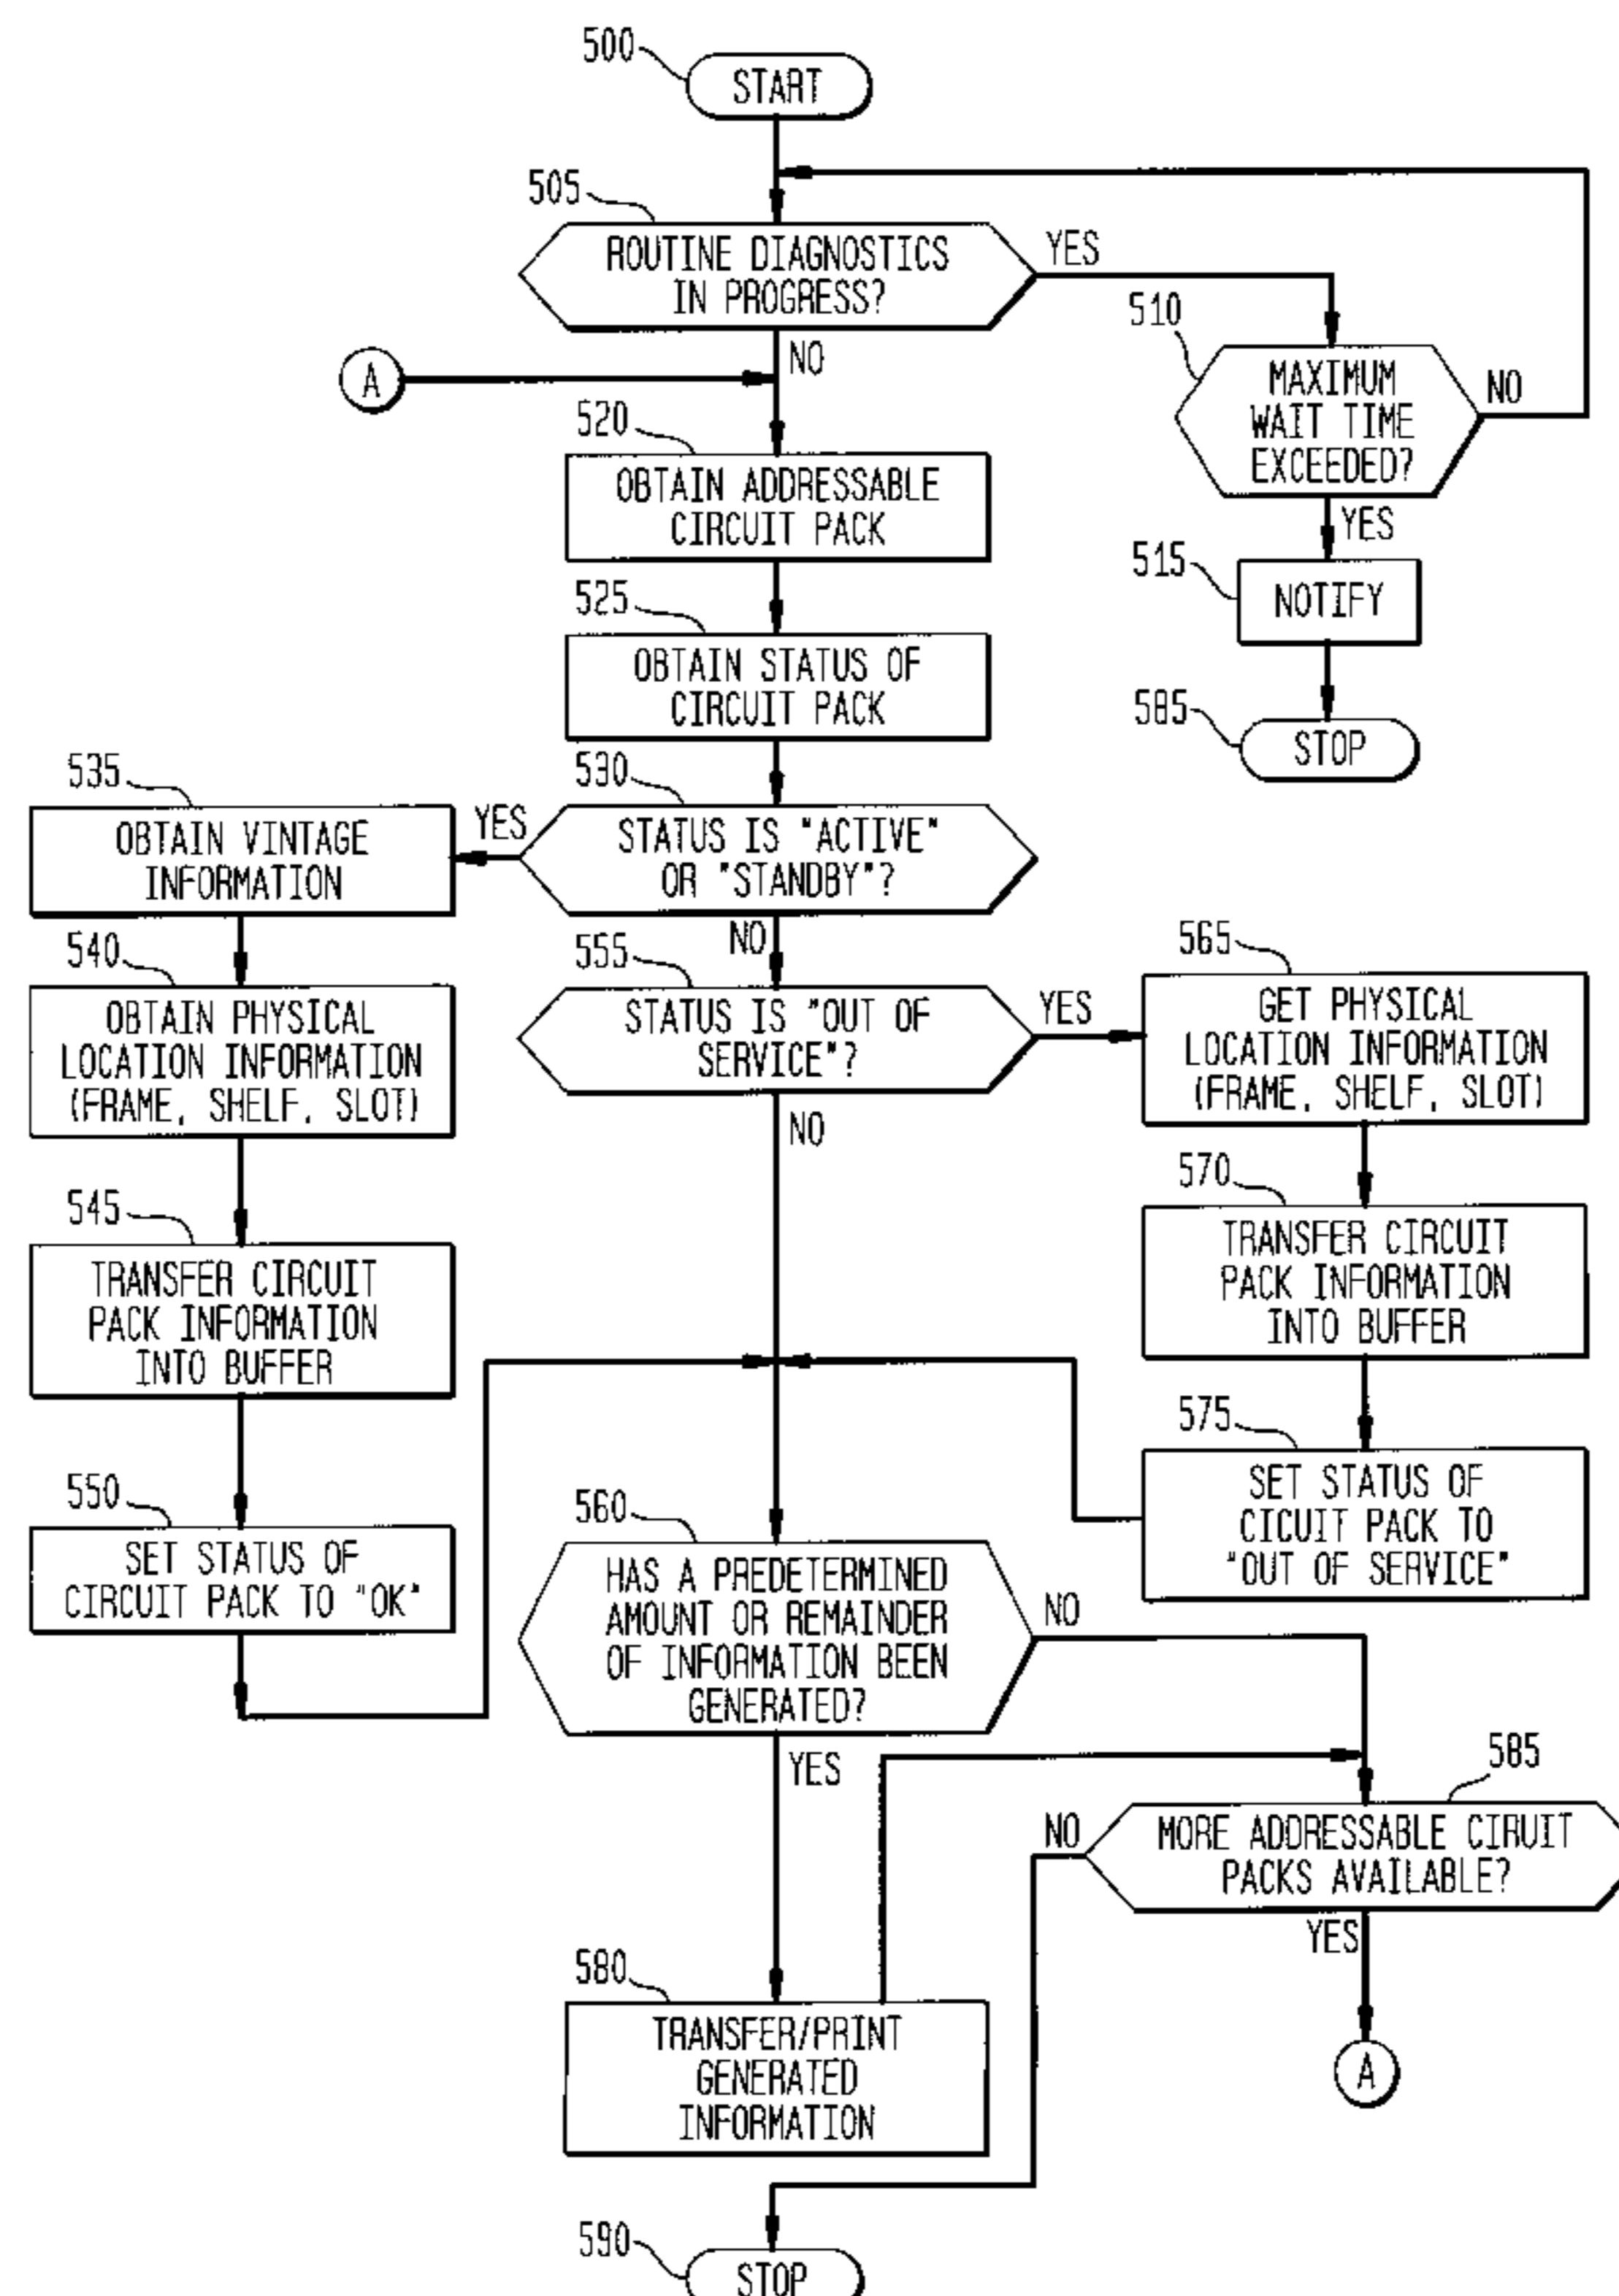 500
START
505
ROUTINE DIAGNOSTICS
IN PROGRESS?
YES
NO
A
510
MAXIMUM
WAIT TIME
EXCEEDED?
NO
YES
515
NOTIFY
585
STOP
520
OBTAIN ADDRESSABLE
CIRCUIT PACK
525
OBTAIN STATUS OF
CIRCUIT PACK
530
STATUS IS "ACTIVE"
OR "STANDBY"?
YES
NO
535
OBTAIN VINTAGE
INFORMATION
540
OBTAIN PHYSICAL
LOCATION INFORMATION
(FRAME, SHELF, SLOT)
545
TRANSFER CIRCUIT
PACK INFORMATION
INTO BUFFER
550
SET STATUS OF
CIRCUIT PACK TO "OK"
555
STATUS IS "OUT OF
SERVICE"?
YES
NO
565
GET PHYSICAL
LOCATION INFORMATION
(FRAME, SHELF, SLOT)
570
TRANSFER CIRCUIT
PACK INFORMATION
INTO BUFFER
575
SET STATUS OF
CICUIT PACK TO
"OUT OF SERVICE"
560
HAS A PREDETERMINED
AMOUNT OR REMAINDER
OF INFORMATION BEEN
GENERATED?
NO
YES
585
MORE ADDRESSABLE CIRUIT
PACKS AVAILABLE?
NO
YES
A
580
TRANSFER/PRINT
GENERATED
INFORMATION
590
STOP